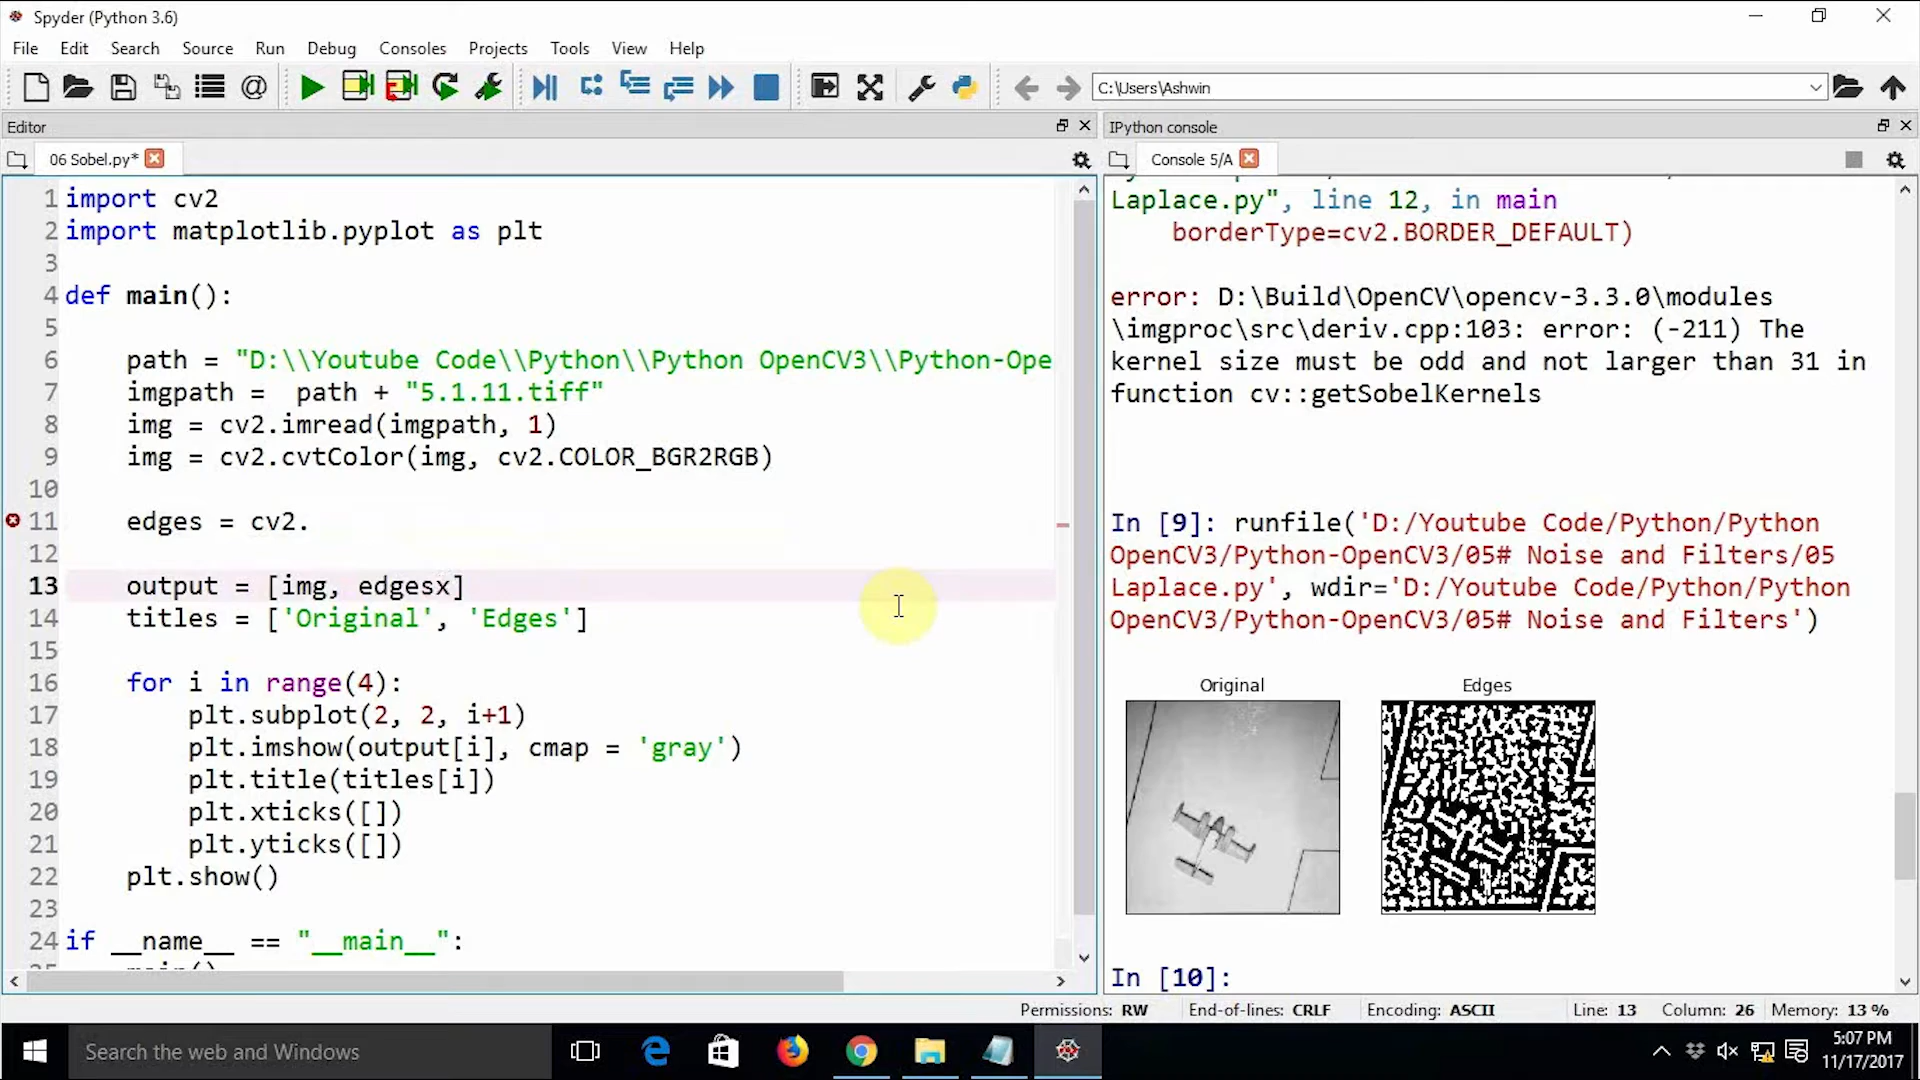 Spyder (Python 3.6)
File Edit Search Source Run Debug Consoles Projects Tools View Help
C:\Users\Ashwin
Editor
06 Sobel.py*
1 import cv2
2 import matplotlib.pyplot as plt
3
4 def main():
5
6 path = "D:\\Youtube Code\\Python\\Python OpenCV3\\Python-Ope
7 imgpath =  path + "5.1.11.tiff"
8 img = cv2.imread(imgpath, 1)
9 img = cv2.cvtColor(img, cv2.COLOR_BGR2RGB)
10
11 edges = cv2.
12
13 output = [img, edgesx]
14 titles = ['Original', 'Edges']
15
16 for i in range(4):
17 plt.subplot(2, 2, i+1)
18 plt.imshow(output[i], cmap = 'gray')
19 plt.title(titles[i])
20 plt.xticks([])
21 plt.yticks([])
22 plt.show()
23
24 if __name__ == "__main__":
IPython console
Console 5/A
Laplace.py", line 12, in main
borderType=cv2.BORDER_DEFAULT)
error: D:\Build\OpenCV\opencv-3.3.0\modules
\imgproc\src\deriv.cpp:103: error: (-211) The
kernel size must be odd and not larger than 31 in
function cv::getSobelKernels
In [9]: runfile('D:/Youtube Code/Python/Python
OpenCV3/Python-OpenCV3/05# Noise and Filters/05
Laplace.py', wdir='D:/Youtube Code/Python/Python
OpenCV3/Python-OpenCV3/05# Noise and Filters')
Original Edges
In [10]:
Permissions: RW End-of-lines: CRLF Encoding: ASCII Line: 13 Column: 26 Memory: 13 %
Search the web and Windows
5:07 PM
11/17/2017